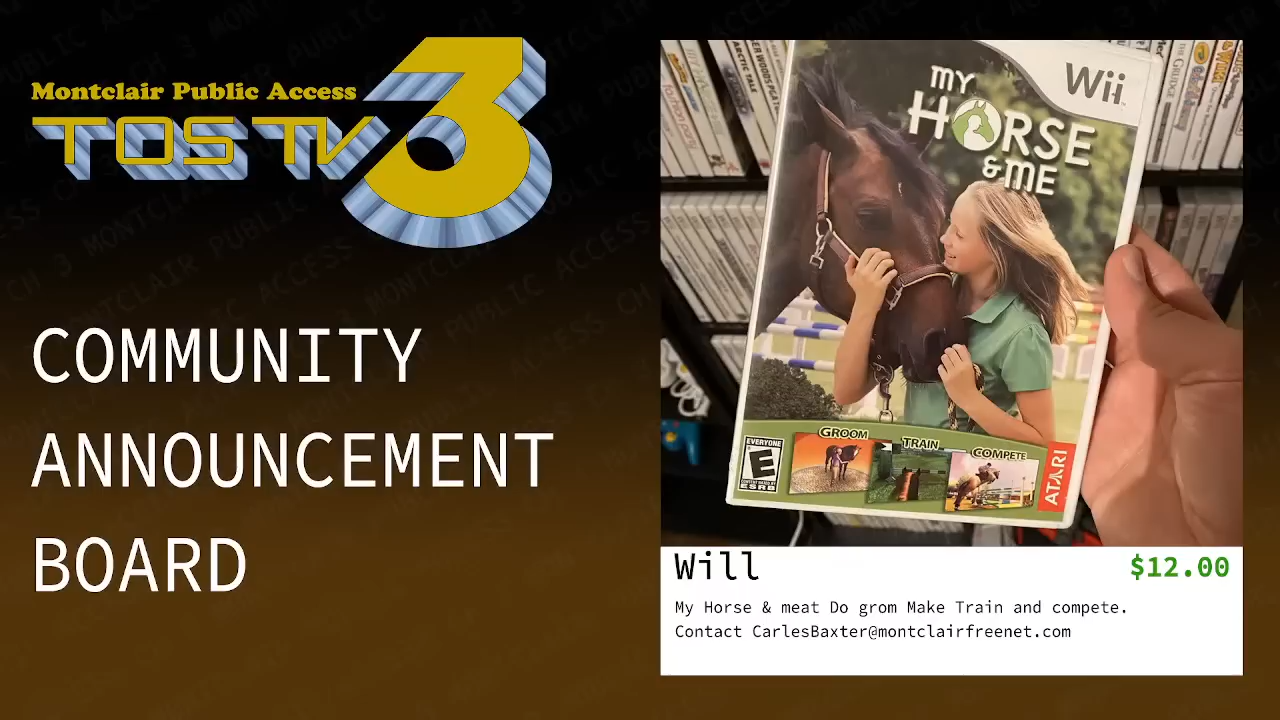 Montclair Public Access
TOS TV 3
COMMUNITY
ANNOUNCEMENT
BOARD
Wii
MY
HORSE
& ME
GROOM
TRAIN
COMPETE
EVERYONE
E
ESRB
ATARI
Will
$12.00
My Horse & meat Do grom Make Train and compete.
Contact CarlesBaxter@montclairfreenet.com